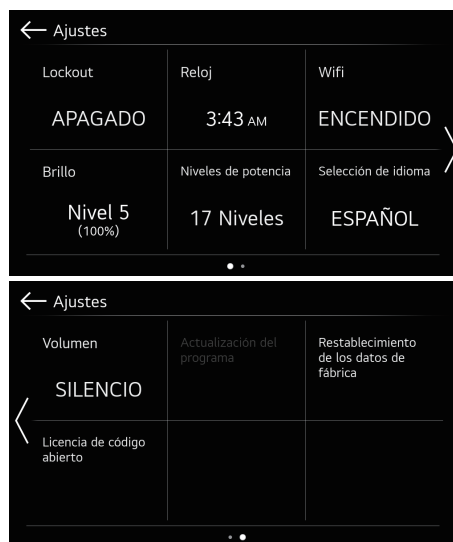 Ajustes
Lockout
Reloj
Wifi
APAGADO
3:43 AM
ENCENDIDO
Brillo
Niveles de potencia
Selección de idioma
Nivel 5
(100%)
17 Niveles
ESPAÑOL
Ajustes
Volumen
SILENCIO
Actualización del
programa
Restablecimiento
de los datos de
fábrica
Licencia de código
abierto